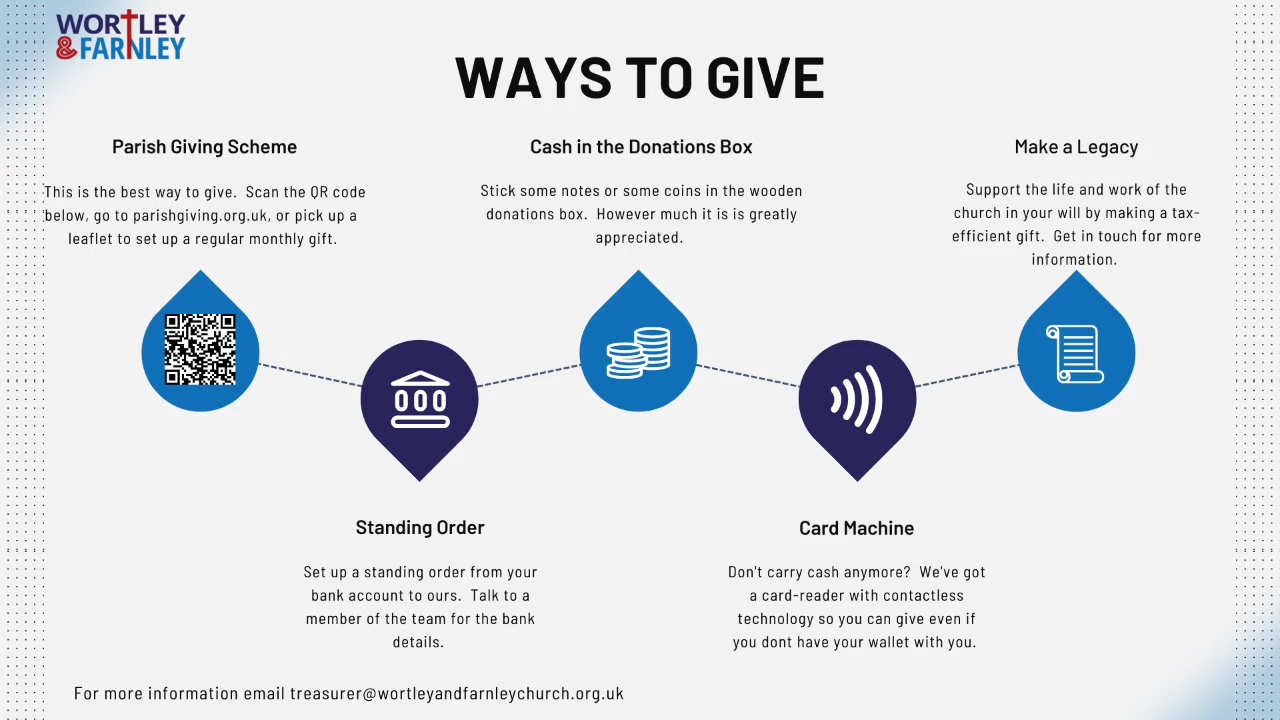 WORTLEY
&FARNLEY
WAYS TO GIVE
Parish Giving Scheme
This is the best way to give.  Scan the QR code
below, go to parishgiving.org.uk, or pick up a
leaflet to set up a regular monthly gift.
Cash in the Donations Box
Stick some notes or some coins in the wooden
donations box.  However much it is is greatly
appreciated.
Make a Legacy
Support the life and work of the
church in your will by making a tax-
efficient gift.  Get in touch for more
information.
Standing Order
Set up a standing order from your
bank account to ours.  Talk to a
member of the team for the bank
details.
Card Machine
Don't carry cash anymore?  We've got
a card-reader with contactless
technology so you can give even if
you dont have your wallet with you.
For more information email treasurer@wortleyandfarnleychurch.org.uk